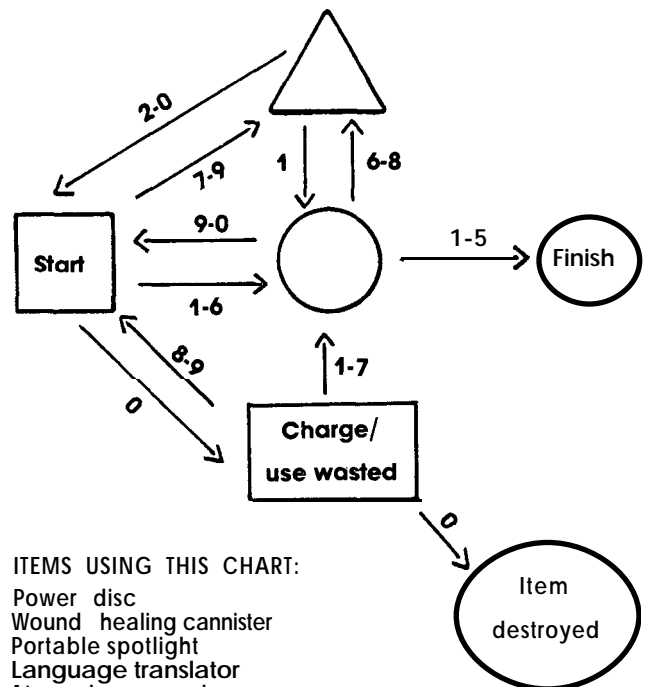 2-0
7-9
1
6-8
9-0
1-5
Start
Finish
1-6
8-9
1-7
0
Charge/
use wasted
0
Item
destroyed
ITEMS USING THIS CHART:
Power disc
Wound healing cannister
Portable spotlight
Language translator